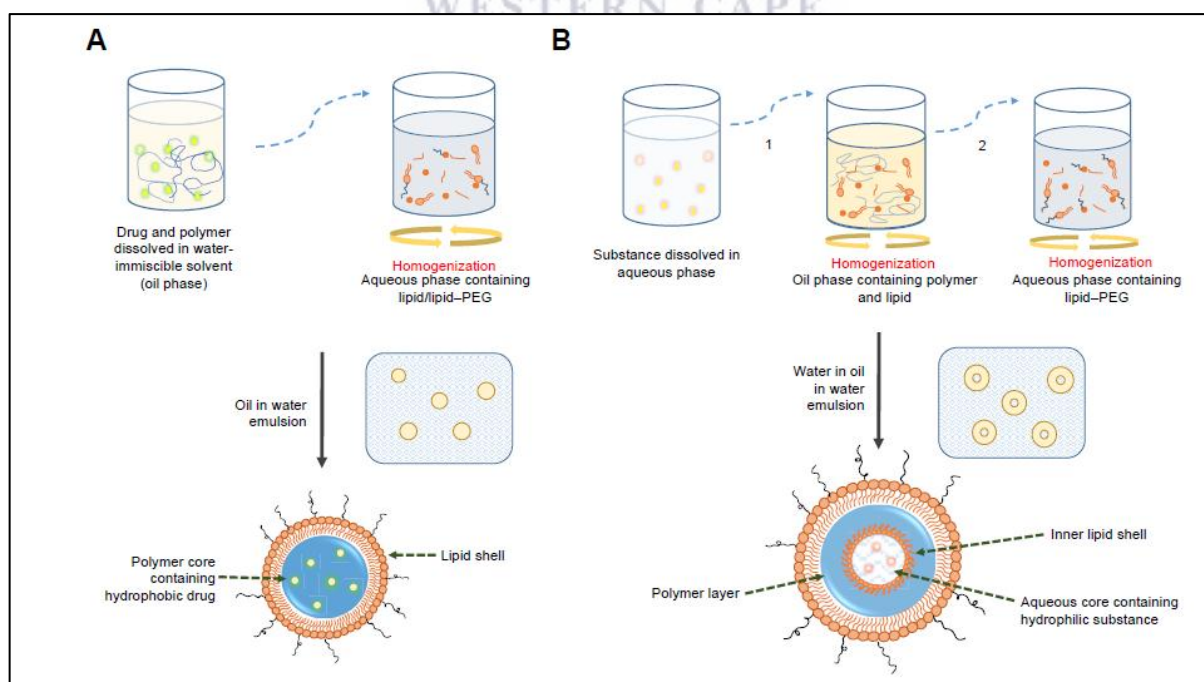 WESTERN CAPE
A
Drug and polymer
dissolved in water-
immiscible solvent
(oil phase)
Homogenization
Aqueous phase containing
lipid/lipid–PEG
Oil in water
emulsion
Polymer core
containing
hydrophobic drug
Lipid shell
B
Substance dissolved in
aqueous phase
1
Homogenization
Oil phase containing polymer
and lipid
2
Homogenization
Aqueous phase containing
lipid–PEG
Water in oil
in water
emulsion
Polymer layer
Inner lipid shell
Aqueous core containing
hydrophilic substance